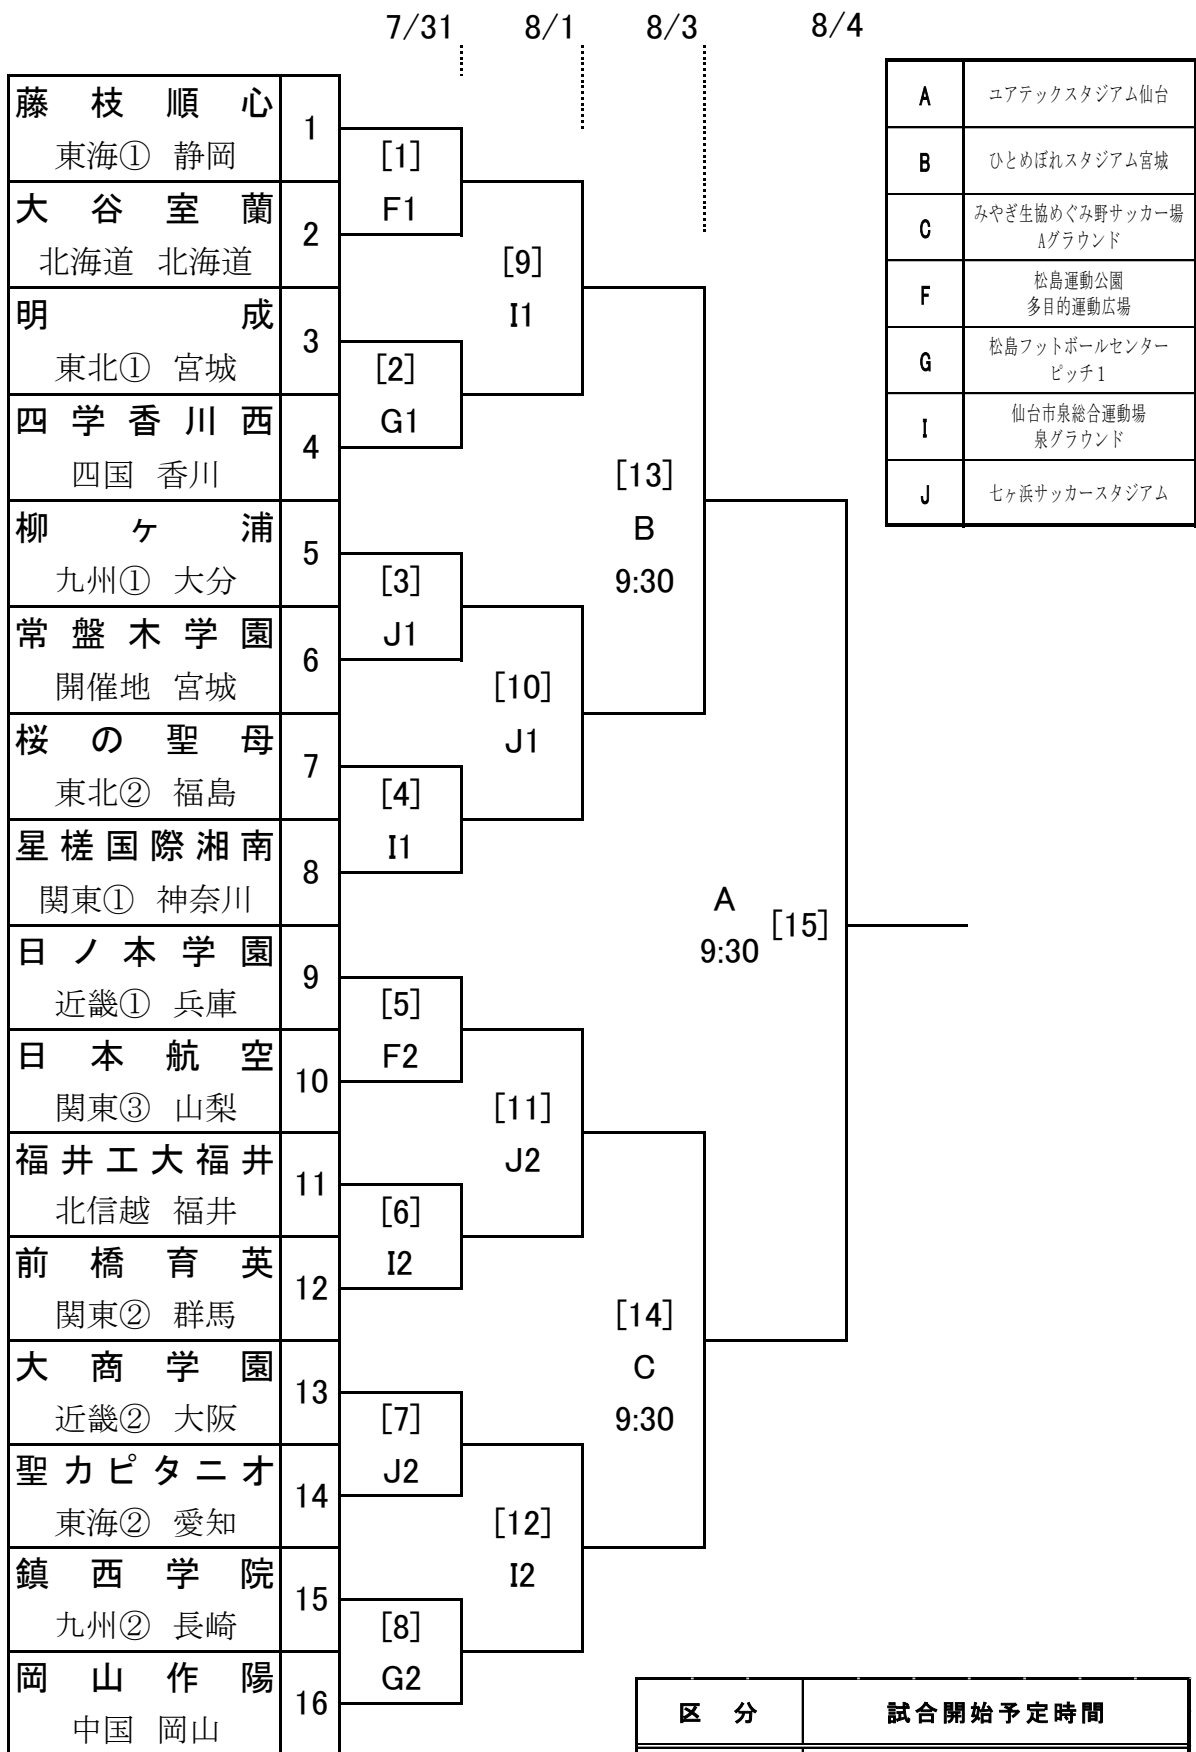 7/31 8/1 8/3 8/4
藤枝順心 1
東海① 静岡
大谷室蘭 2
北海道 北海道
明成 3
東北① 宮城
四学香川西 4
四国 香川
柳ヶ浦 5
九州① 大分
常盤木学園 6
開催地 宮城
桜の聖母 7
東北② 福島
星槎国際湘南 8
関東① 神奈川
日ノ本学園 9
近畿① 兵庫
日本航空 10
関東③ 山梨
福井工大福井 11
北信越 福井
前橋育英 12
関東② 群馬
大商学園 13
近畿② 大阪
聖カピタニオ 14
東海② 愛知
鎮西学院 15
九州② 長崎
岡山作陽 16
中国 岡山
[1]
F1
[2]
G1
[3]
J1
[4]
I1
[5]
F2
[6]
I2
[7]
J2
[8]
G2
[9]
I1
[10]
J1
[11]
J2
[12]
I2
[13]
B
9:30
[14]
C
9:30
A
9:30 [15]
A ユアテックスタジアム仙台
B ひとめぼれスタジアム宮城
C みやぎ生協めぐみ野サッカー場
Aグラウンド
F 松島運動公園
多目的運動広場
G 松島フットボールセンター
ピッチ1
I 仙台市泉総合運動場
泉グラウンド
J 七ヶ浜サッカースタジアム
区分 試合開始予定時間